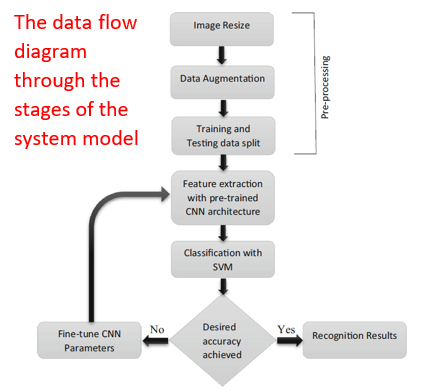 The data flow
diagram
through the
stages of the
system model
Image Resize
Data Augmentation
Training and
Testing data split
Pre-processing
Feature extraction
with pre-trained
CNN architecture
Classification with
SVM
Desired
accuracy
achieved
No
Yes
Fine-tune CNN
Parameters
Recognition Results